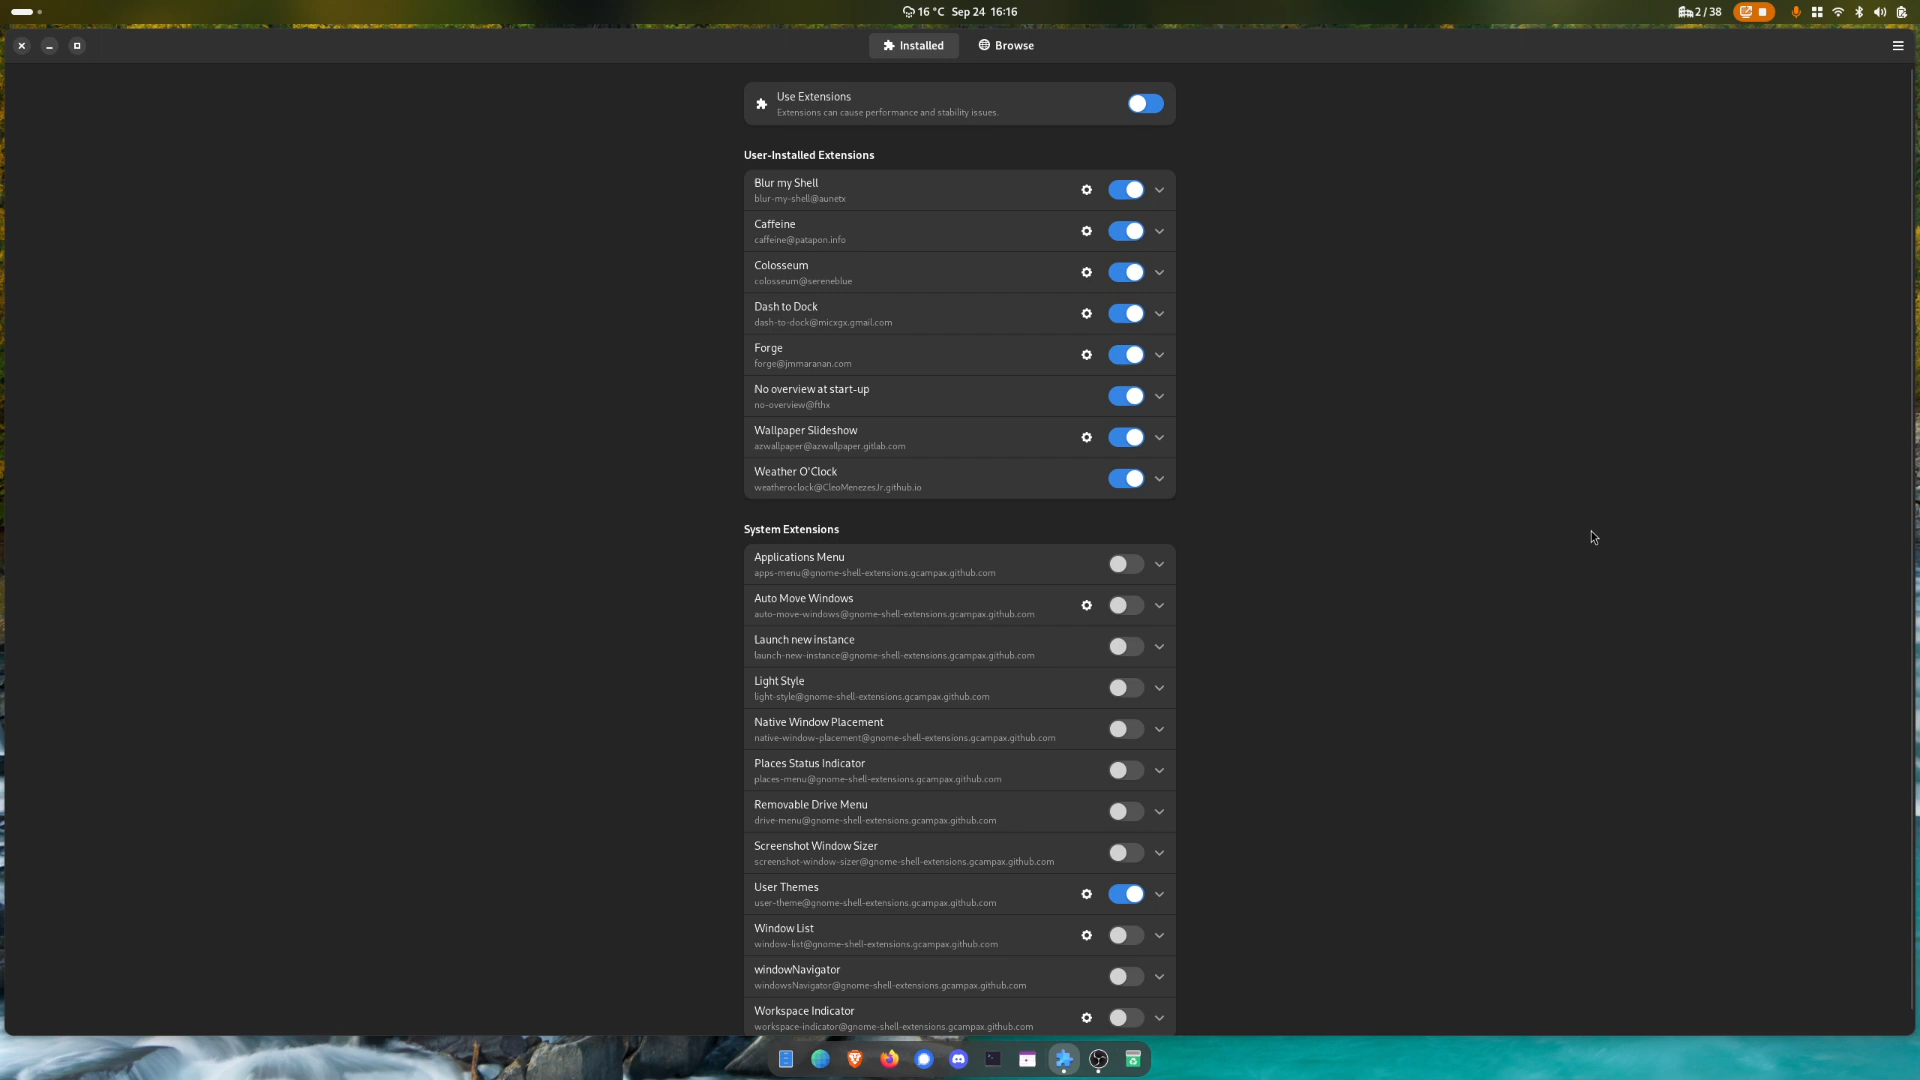 16 °C Sep 24 16:16
2 / 38
Installed
Browse
Use Extensions
Extensions can cause performance and stability issues.
User-Installed Extensions
Blur my Shell
blur-my-shell@aunetx
Caffeine
caffeine@patapon.info
Colosseum
colosseum@sereneblue
Dash to Dock
dash-to-dock@micxgx.gmail.com
Forge
forge@jmmaranan.com
No overview at start-up
no-overview@fthx
Wallpaper Slideshow
azwallpaper@azwallpaper.gitlab.com
Weather O'Clock
weatheroclock@CleoMenezesJr.github.io
System Extensions
Applications Menu
apps-menu@gnome-shell-extensions.gcampax.github.com
Auto Move Windows
auto-move-windows@gnome-shell-extensions.gcampax.github.com
Launch new instance
launch-new-instance@gnome-shell-extensions.gcampax.github.com
Light Style
light-style@gnome-shell-extensions.gcampax.github.com
Native Window Placement
native-window-placement@gnome-shell-extensions.gcampax.github.com
Places Status Indicator
places-menu@gnome-shell-extensions.gcampax.github.com
Removable Drive Menu
drive-menu@gnome-shell-extensions.gcampax.github.com
Screenshot Window Sizer
screenshot-window-sizer@gnome-shell-extensions.gcampax.github.com
User Themes
user-theme@gnome-shell-extensions.gcampax.github.com
Window List
window-list@gnome-shell-extensions.gcampax.github.com
windowNavigator
windowsNavigator@gnome-shell-extensions.gcampax.github.com
Workspace Indicator
workspace-indicator@gnome-shell-extensions.gcampax.github.com